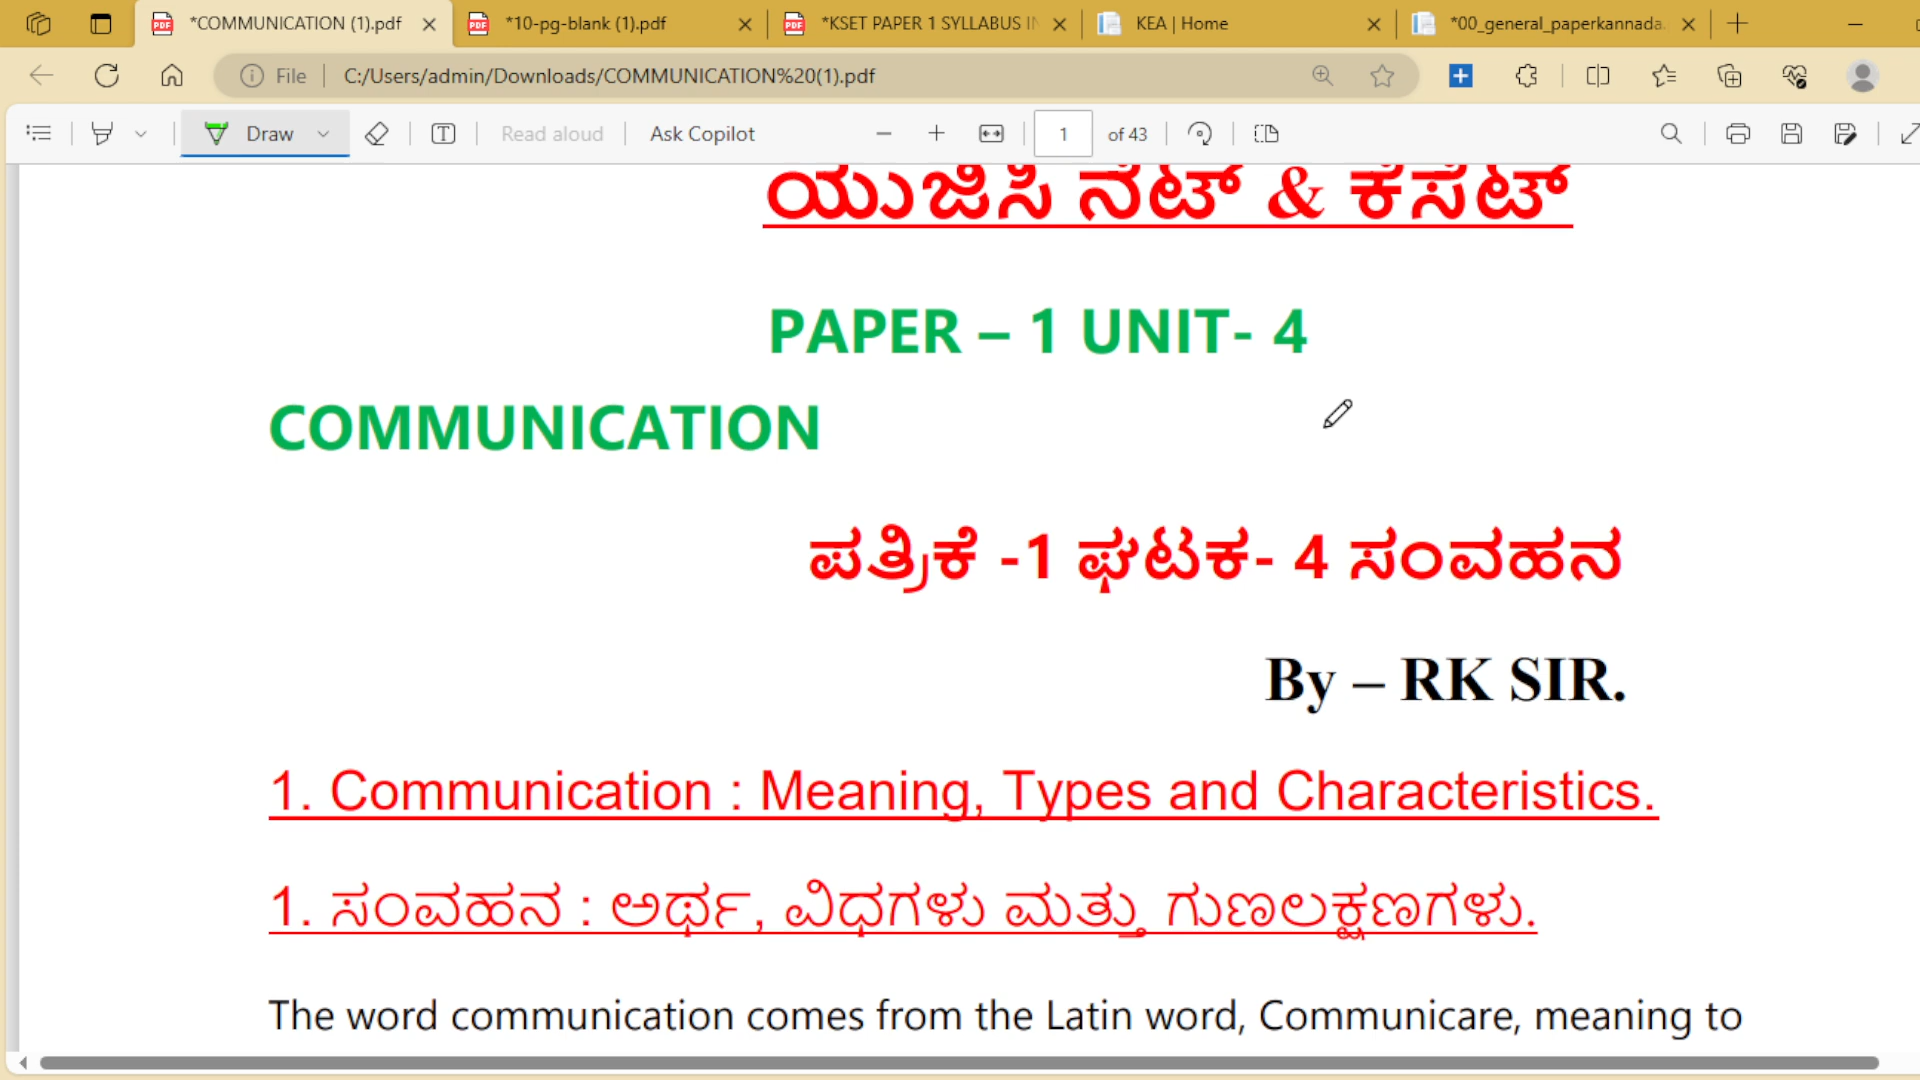 *COMMUNICATION (1).pdf
*10-pg-blank (1).pdf
*KSET PAPER 1 SYLLABUS IN
KEA | Home
*00_general_paperkannada.
File
C:/Users/admin/Downloads/COMMUNICATION%20(1).pdf
Draw
Read aloud
Ask Copilot
1 of 43
ಯುಜಿಸಿ ನೆಟ್ & ಕೆಸೆಟ್
PAPER – 1 UNIT- 4
COMMUNICATION
ಪತ್ರಿಕೆ -1 ಘಟಕ- 4 ಸಂವಹನ
By – RK SIR.
1. Communication : Meaning, Types and Characteristics.
1. ಸಂವಹನ : ಅರ್ಥ, ವಿಧಗಳು ಮತ್ತು ಗುಣಲಕ್ಷಣಗಳು.
The word communication comes from the Latin word, Communicare, meaning to